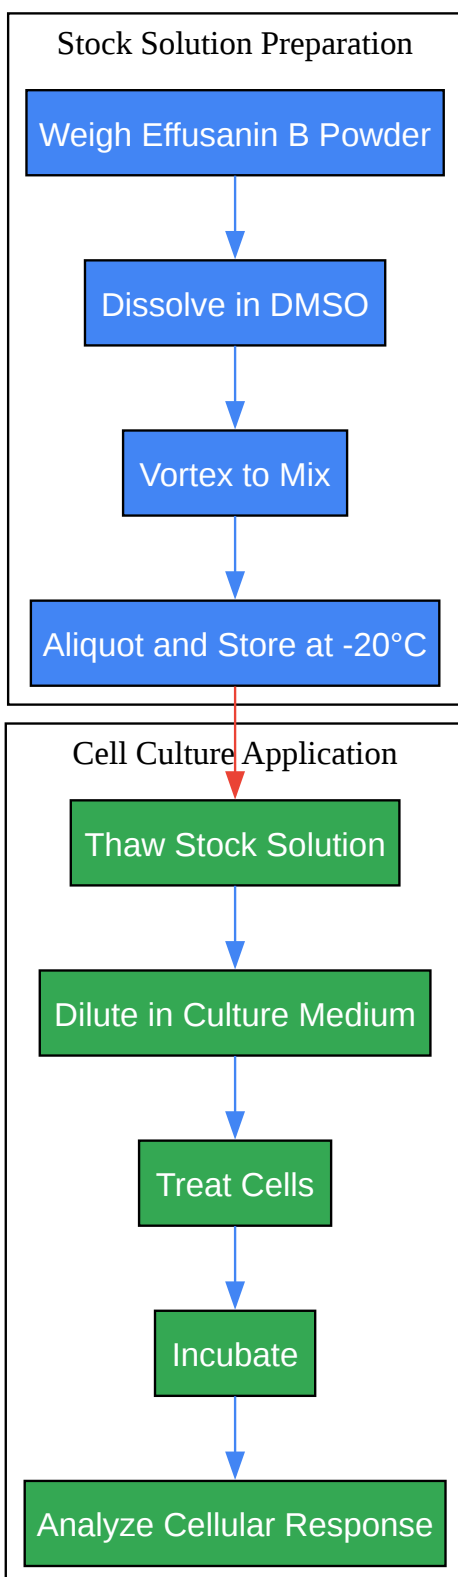 Stock Solution Preparation
Weigh Effusanin B Powder
Dissolve in DMSO
Vortex to Mix
Aliquot and Store at -20°C
Cell Culture Application
Thaw Stock Solution
Dilute in Culture Medium
Treat Cells
Incubate
Analyze Cellular Response